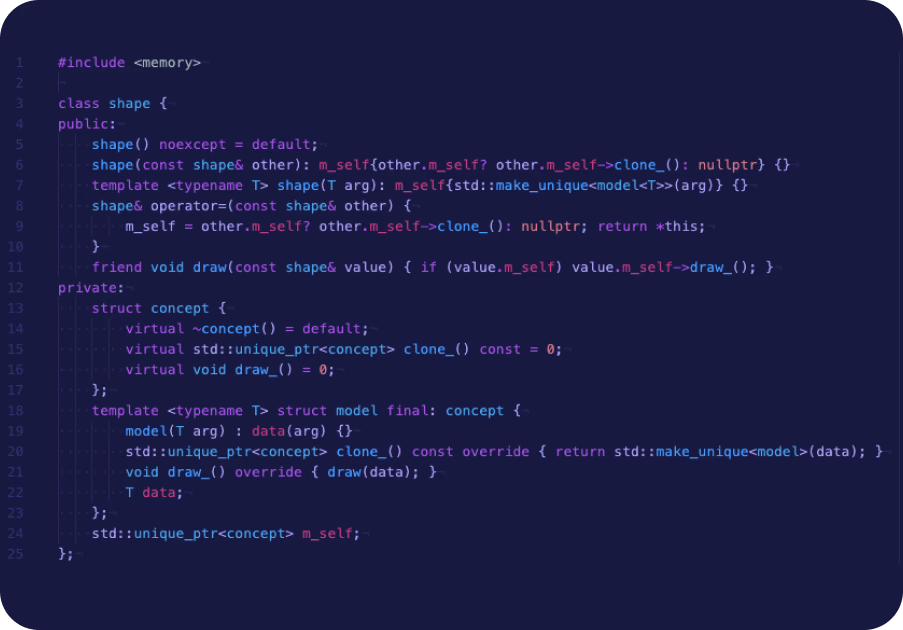 1 #include <memory>
2
3 class shape {
4 public:
5 shape() noexcept = default;
6 shape(const shape& other): m_self{other.m_self? other.m_self->clone_(): nullptr} {}
7 template <typename T> shape(T arg): m_self{std::make_unique<model<T>>(arg)} {}
8 shape& operator=(const shape& other) {
9 m_self = other.m_self? other.m_self->clone_(): nullptr; return *this;
10 }
11 friend void draw(const shape& value) { if (value.m_self) value.m_self->draw_(); }
12 private:
13 struct concept {
14 virtual ~concept() = default;
15 virtual std::unique_ptr<concept> clone_() const = 0;
16 virtual void draw_() = 0;
17 };
18 template <typename T> struct model final: concept {
19 model(T arg) : data(arg) {}
20 std::unique_ptr<concept> clone_() const override { return std::make_unique<model>(data); }
21 void draw_() override { draw(data); }
22 T data;
23 };
24 std::unique_ptr<concept> m_self;
25 };